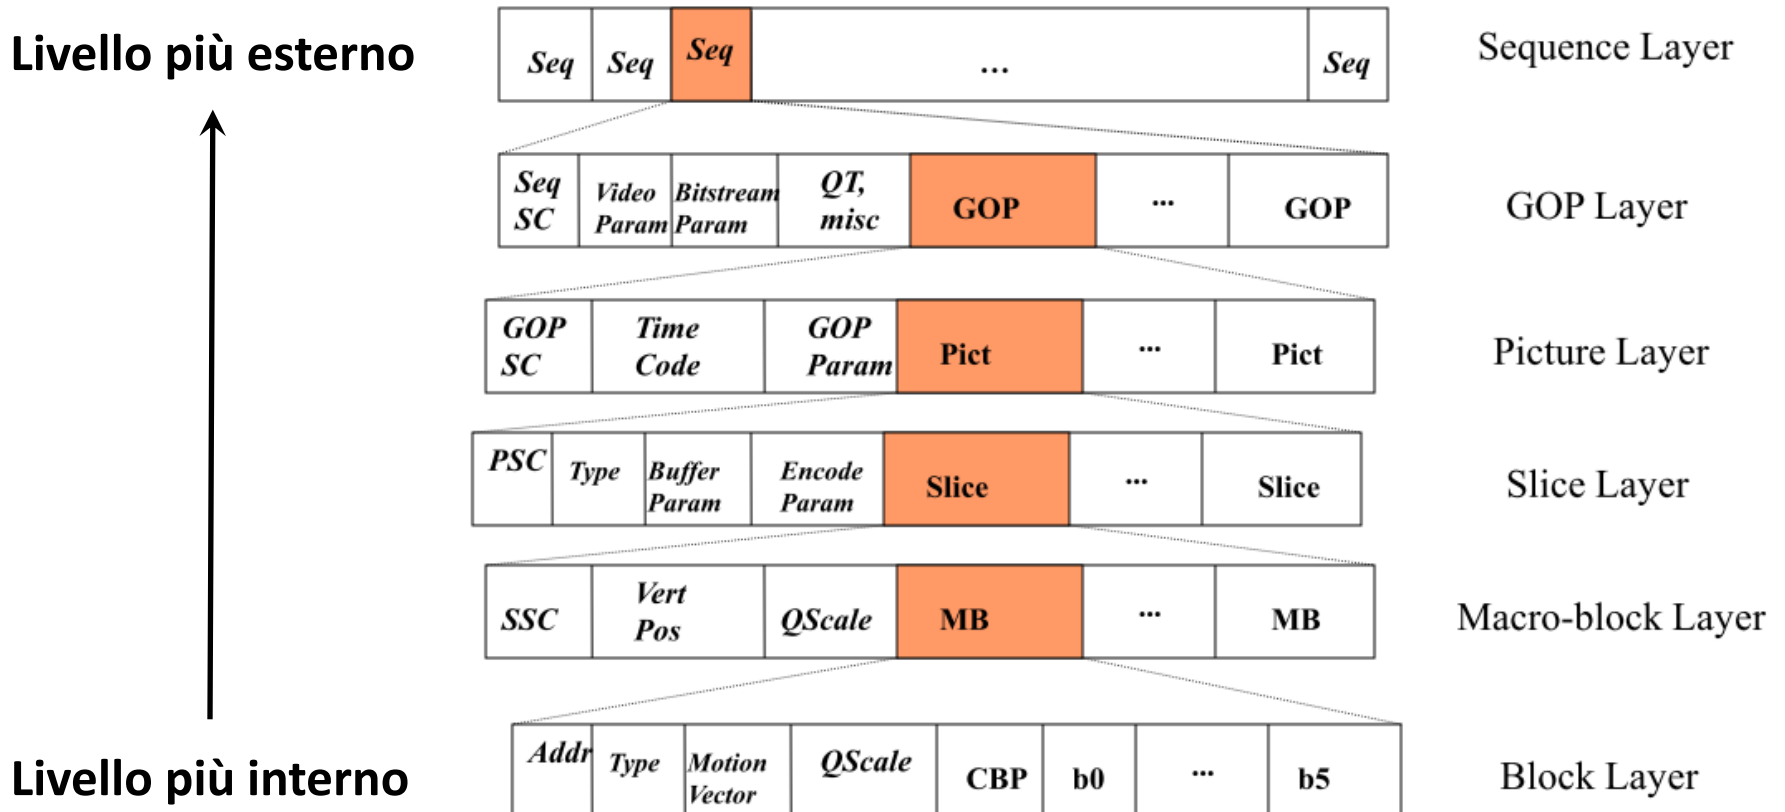 Livello più esterno
Seq Seq Seq ... Seq
Sequence Layer
Seq SC
Video Param
Bitstream Param
QT, misc
GOP
...
GOP
GOP Layer
GOP SC
Time Code
GOP Param
Pict
...
Pict
Picture Layer
PSC
Type
Buffer Param
Encode Param
Slice
...
Slice
Slice Layer
SSC
Vert Pos
QScale
MB
...
MB
Macro-block Layer
Livello più interno
Addr
Type
Motion Vector
QScale
CBP
b0
...
b5
Block Layer